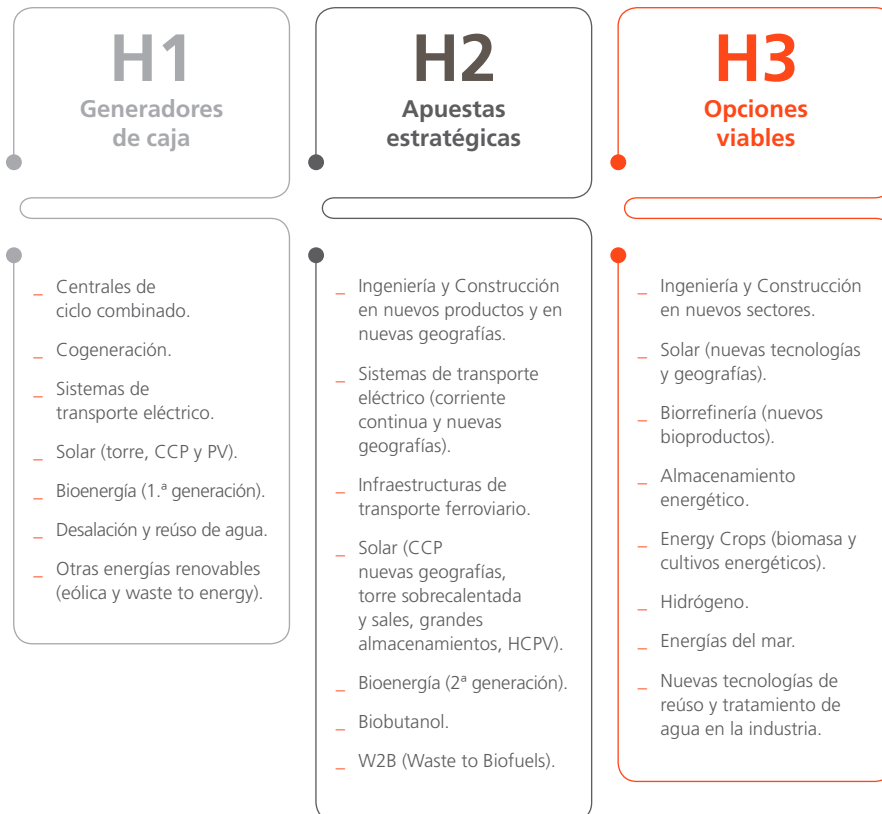 H1
Generadores
de caja
_ Centrales de
ciclo combinado.
_ Cogeneración.
_ Sistemas de
transporte eléctrico.
_ Solar (torre, CCP y PV).
_ Bioenergía (1.ª generación).
_ Desalación y reúso de agua.
_ Otras energías renovables
(eólica y waste to energy).
H2
Apuestas
estratégicas
_ Ingeniería y Construcción
en nuevos productos y en
nuevas geografías.
_ Sistemas de transporte
eléctrico (corriente
continua y nuevas
geografías).
_ Infraestructuras de
transporte ferroviario.
_ Solar (CCP
nuevas geografías,
torre sobrecalentada
y sales, grandes
almacenamientos, HCPV).
_ Bioenergía (2ª generación).
_ Biobutanol.
_ W2B (Waste to Biofuels).
H3
Opciones
viables
_ Ingeniería y Construcción
en nuevos sectores.
_ Solar (nuevas tecnologías
y geografías).
_ Biorrefinería (nuevos
bioproductos).
_ Almacenamiento
energético.
_ Energy Crops (biomasa y
cultivos energéticos).
_ Hidrógeno.
_ Energías del mar.
_ Nuevas tecnologías de
reúso y tratamiento de
agua en la industria.